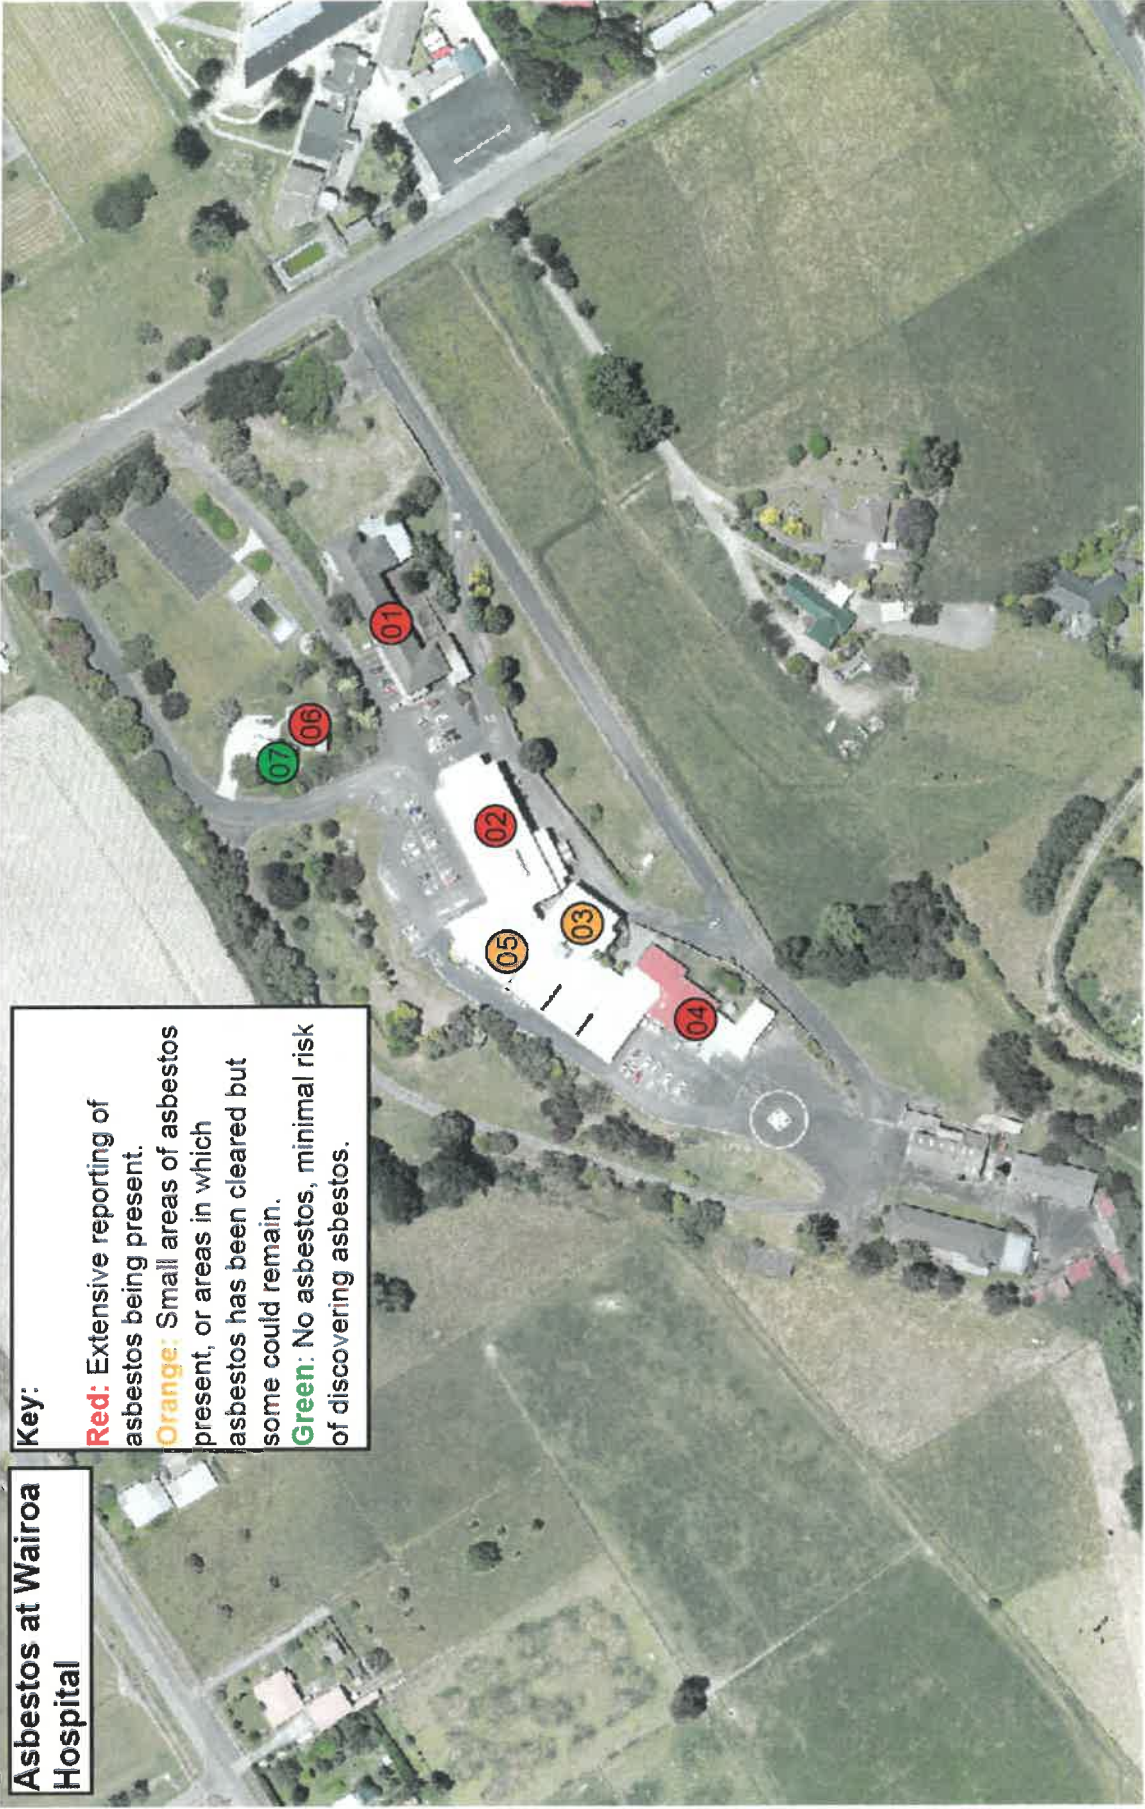 Asbestos at Wairoa
Hospital
Key:
Red: Extensive reporting of
asbestos being present.
Orange: Small areas of asbestos
present, or areas in which
asbestos has been cleared but
some could remain.
Green: No asbestos, minimal risk
of discovering asbestos.
01
02
03
04
05
06
07